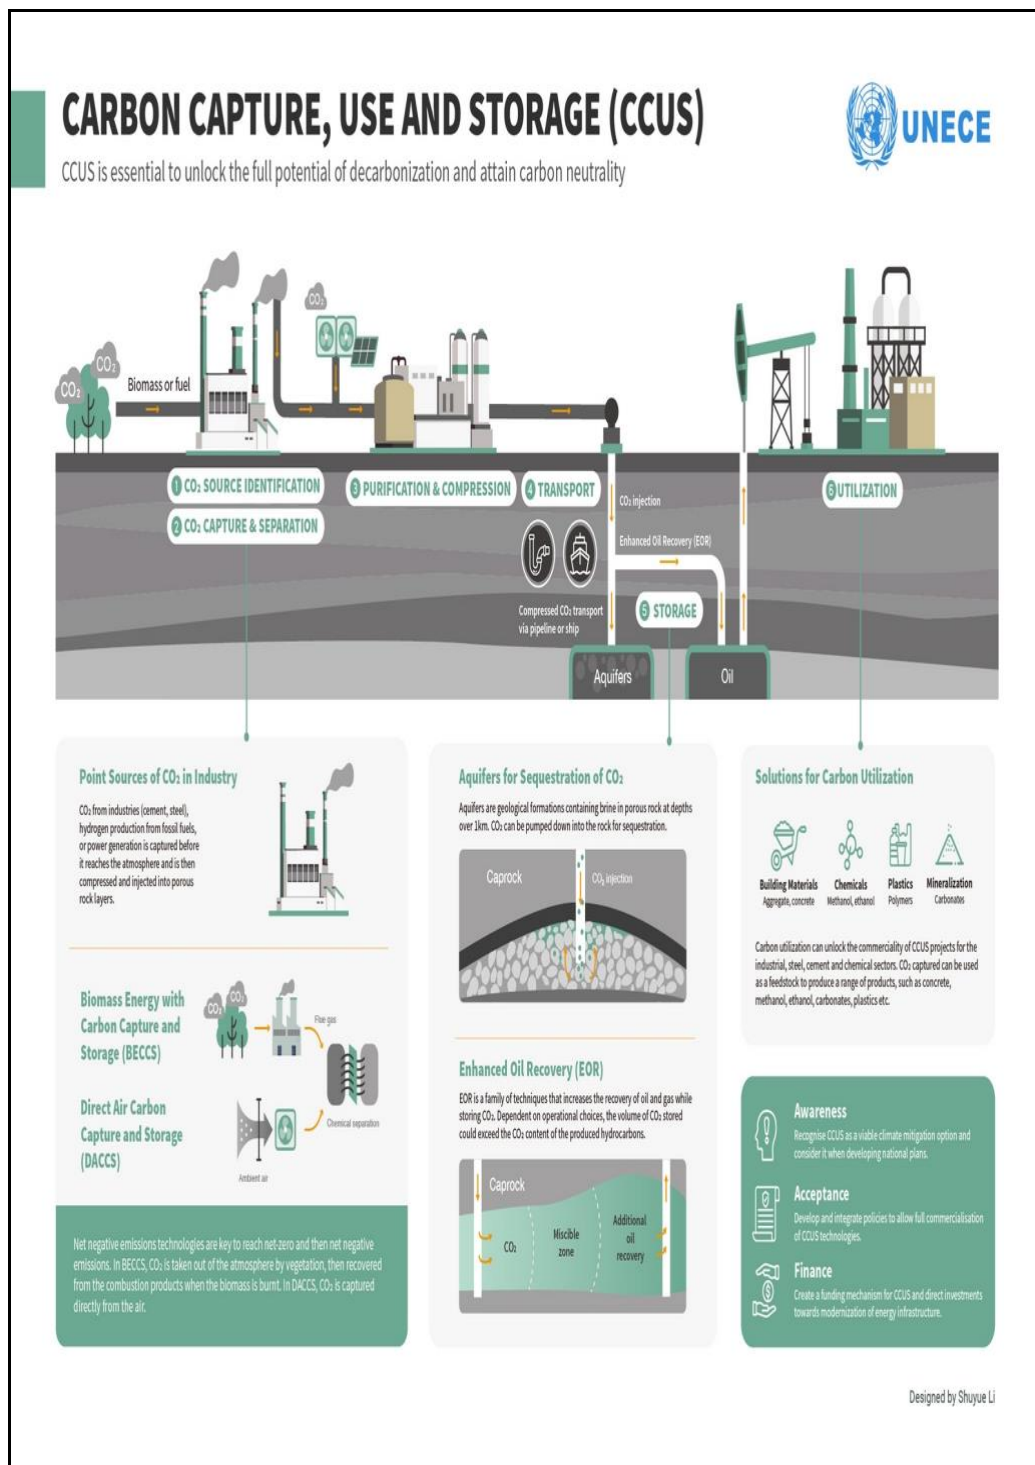 CARBON CAPTURE, USE AND STORAGE (CCUS)
CCUS is essential to unlock the full potential of decarbonization and attain carbon neutrality
UNECE
CO₂
CO₂
Biomass or fuel
CO₂
1 CO₂ SOURCE IDENTIFICATION
2 CO₂ CAPTURE & SEPARATION
3 PURIFICATION & COMPRESSION
4 TRANSPORT
Compressed CO₂ transport
via pipeline or ship
CO₂ injection
Enhanced Oil Recovery (EOR)
5 STORAGE
Aquifers
Oil
6 UTILIZATION
Point Sources of CO₂ in Industry
CO₂ from industries (cement, steel),
hydrogen production from fossil fuels,
or power generation is captured before
it reaches the atmosphere and is then
compressed and injected into porous
rock layers.
Biomass Energy with
Carbon Capture and
Storage (BECCS)
CO₂
CO₂
Flue gas
Chemical separation
Direct Air Carbon
Capture and Storage
(DACCS)
Ambient air
Net negative emissions technologies are key to reach net-zero and then net negative
emissions. In BECCS, CO₂ is taken out of the atmosphere by vegetation, then recovered
from the combustion products when the biomass is burnt. In DACCS, CO₂ is captured
directly from the air.
Aquifers for Sequestration of CO₂
Aquifers are geological formations containing brine in porous rock at depths
over 1km. CO₂ can be pumped down into the rock for sequestration.
Caprock
CO₂ injection
Enhanced Oil Recovery (EOR)
EOR is a family of techniques that increases the recovery of oil and gas while
storing CO₂. Dependent on operational choices, the volume of CO₂ stored
could exceed the CO₂ content of the produced hydrocarbons.
Caprock
CO₂
Miscible
zone
Additional
oil
recovery
Solutions for Carbon Utilization
Building Materials
Aggregate, concrete
Chemicals
Methanol, ethanol
Plastics
Polymers
Mineralization
Carbonates
Carbon utilization can unlock the commerciality of CCUS projects for the
industrial, steel, cement and chemical sectors. CO₂ captured can be used
as a feedstock to produce a range of products, such as concrete,
methanol, ethanol, carbonates, plastics etc.
Awareness
Recognise CCUS as a viable climate mitigation option and
consider it when developing national plans.
Acceptance
Develop and integrate policies to allow full commercialisation
of CCUS technologies.
Finance
Create a funding mechanism for CCUS and direct investments
towards modernization of energy infrastructure.
Designed by Shuyue Li